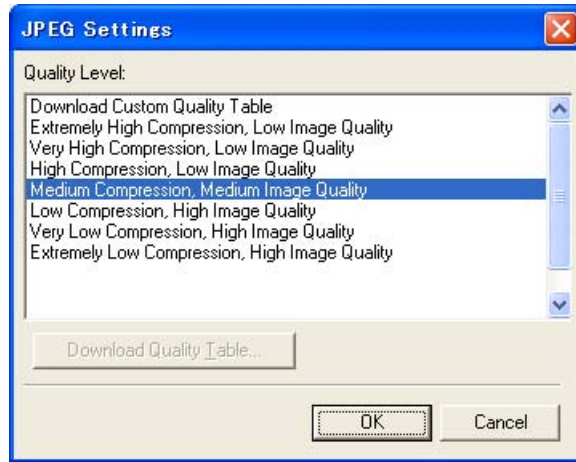 JPEG Settings
Quality Level:
Download Custom Quality Table
Extremely High Compression, Low Image Quality
Very High Compression, Low Image Quality
High Compression, Low Image Quality
Medium Compression, Medium Image Quality
Low Compression, High Image Quality
Very Low Compression, High Image Quality
Extremely Low Compression, High Image Quality
Download Quality Table...
OK
Cancel